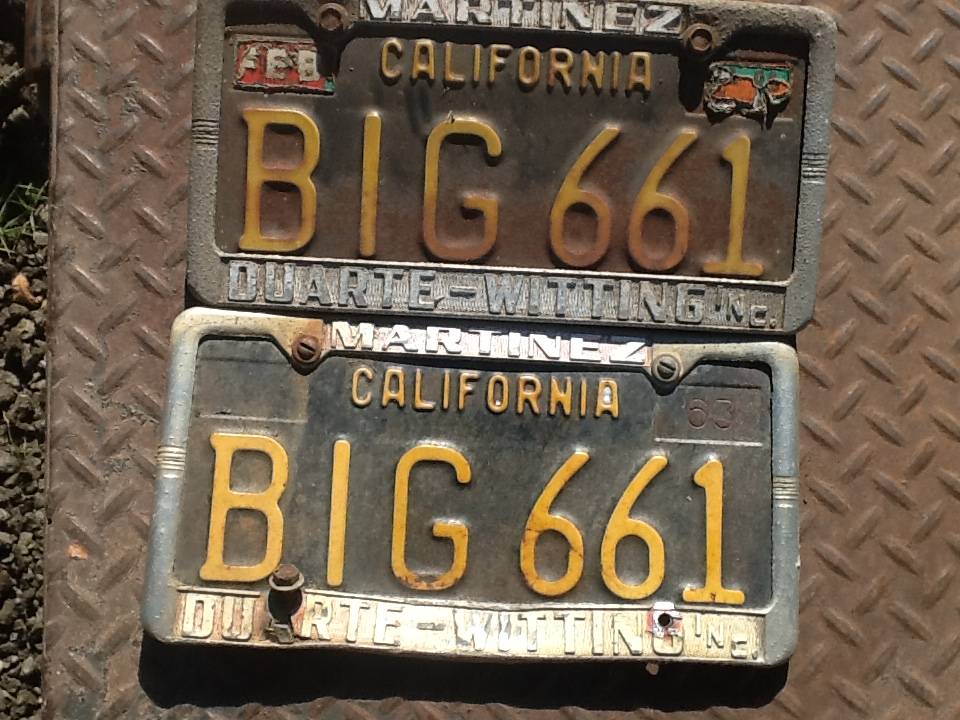 MARTINEZ
FEB
CALIFORNIA
BIG 661
DUARTE-WITTING INC.
MARTINEZ
CALIFORNIA
63
BIG 661
DUARTE-WITTING INC.